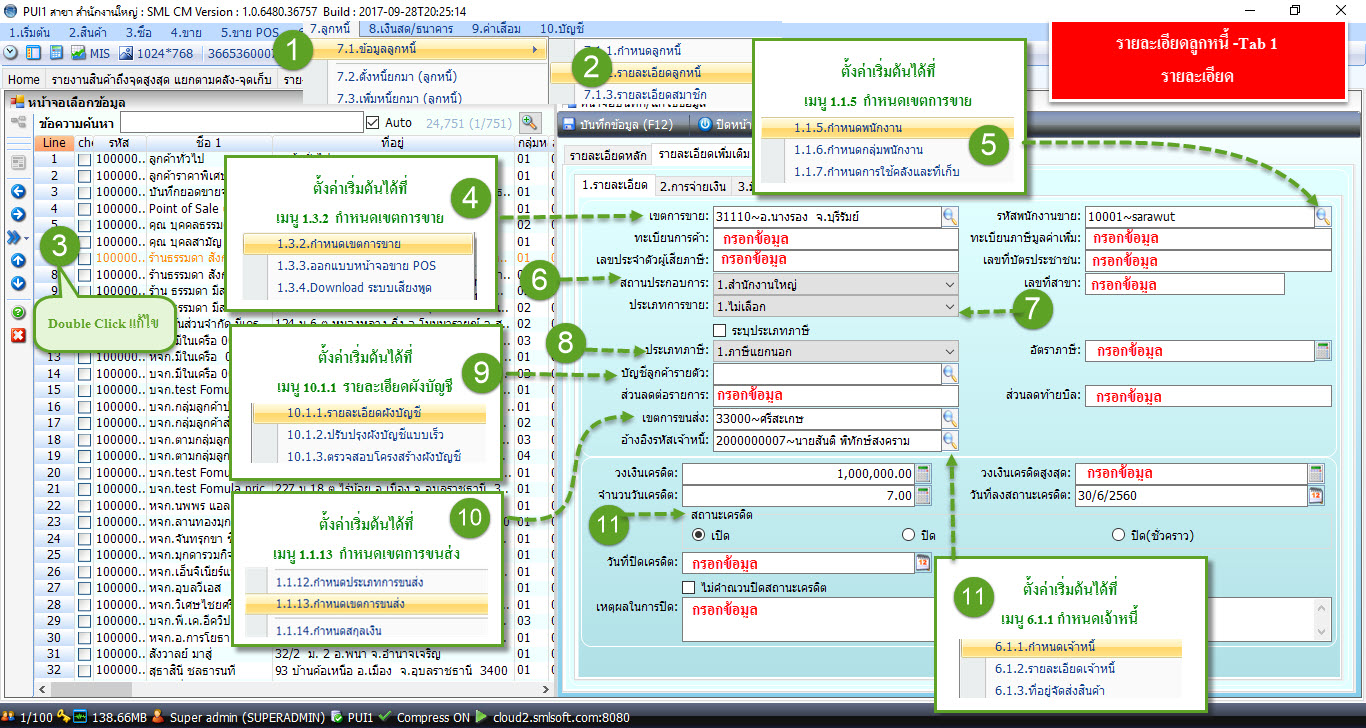 PUI1 สาขา สำนักงานใหญ่ : SML CM Version : 1.0.6480.36757 Build : 2017-09-28T20:25:14
1.เริ่มต้น 2.สินค้า 3.ซื้อ 4.ขาย 5.ขาย POS 7.ลูกหนี้ 8.เงินสด/ธนาคาร 9.ค่าเสื่อม 10.บัญชี
MIS 1024*768
Home รายงานสินค้าถึงจุดสูงสุด แยกตามคลัง-จุดเก็บ
1
7.1.ข้อมูลลูกหนี้
7.2.ตั้งหนี้ยกมา (ลูกหนี้)
7.3.เพิ่มหนี้ยกมา (ลูกหนี้)
2
7.1.1.กำหนดลูกหนี้
2.รายละเอียดลูกหนี้
7.1.3.รายละเอียดสมาชิก
รายละเอียดลูกหนี้ -Tab 1
รายละเอียด
ตั้งค่าเริ่มต้นได้ที่
เมนู 1.1.5 กำหนดเขตการขาย
1.1.5.กำหนดพนักงาน
1.1.6.กำหนดกลุ่มพนักงาน
1.1.7.กำหนดการใช้คลังและที่เก็บ
5
หน้าจอเลือกข้อมูล
ข้อความค้นหา Auto 24,751 (1/751)
Line รหัส ชื่อ 1 ที่อยู่ กลุ่มห
1 100000.. ลูกค้าทั่วไป 01
2 100000.. ลูกค้าราคาพิเศษ 01
3 100000.. บันทึกยอดขาย 01
4 100000.. Point of Sale 01
5 100000.. คุณ บุคคลธรรม 01
100000.. คุณ บุคลสามัญ 01
100000.. ร้านธรรมดา 01
8 100000.. ร้านธรรมดา 01
100000.. ร้าน ธรรมดา 01
13 100000.. หจก.มีในเครือ
14 100000.. บจก.มีในเครือ
15 100000.. บจก.test Fomu 01
16 100000.. บจก.กลุ่มลูกค้า 01
17 100000.. บจก.กลุ่มลูกค้า 01
18 100000.. บจก.ตามกลุ่มลูก
19 100000.. บจก.ตามกลุ่มลูก
20 100000.. บจก.test Fomu
21 100000.. บจก.test Fomula pric 01
22 100000.. หจก.นพพร แอล 01
23 100000.. หจก.ลานทองมุก
24 100000.. หจก.จันทรุกขา
25 100000.. หจก.มุกดารวมกิจ
26 100000.. หจก.เอ็นจิเนียร์
27 100000.. หจก.อุบลวีเอส
28 100000.. หจก.วิเศษไชยศรี
29 100000.. บจก.พี.เค.อีควิป
30 100000.. หจก.อ.การโยธา
31 100000.. สังวาลย์ มาสู่ 32/2 ม. 2 อ.พนา จ.อำนาจเจริญ 01
32 100000.. สุธาสินี ชลธารนที 93 บ้านค้อเหนือ อ.เมือง จ.อุบลราชธานี 3400 01
3
Double Click แก้ไข
ตั้งค่าเริ่มต้นได้ที่
เมนู 1.3.2 กำหนดเขตการขาย
1.3.2.กำหนดเขตการขาย
1.3.3.ออกแบบหน้าจอขาย POS
1.3.4.Download ระบบเสียงพูด
4
ตั้งค่าเริ่มต้นได้ที่
เมนู 10.1.1 รายละเอียดผังบัญชี
10.1.1.รายละเอียดผังบัญชี
10.1.2.ปรับปรุงผังบัญชีแบบเร็ว
10.1.3.ตรวจสอบโครงสร้างผังบัญชี
9
ตั้งค่าเริ่มต้นได้ที่
เมนู 1.1.13 กำหนดเขตการขนส่ง
1.1.12.กำหนดประเภทการขนส่ง
1.1.13.กำหนดเขตการขนส่ง
1.1.14.กำหนดสกุลเงิน
10
บันทึกข้อมูล (F12) ปิดหน้า
รายละเอียดหลัก รายละเอียดเพิ่มเติม
1.รายละเอียด 2.การจ่ายเงิน
เขตการขาย: 31110~อ.นางรอง จ.บุรีรัมย์ รหัสพนักงานขาย: 10001~sarawut
ทะเบียนการค้า: กรอกข้อมูล ทะเบียนภาษีมูลค่าเพิ่ม: กรอกข้อมูล
เลขประจำตัวผู้เสียภาษี: กรอกข้อมูล เลขที่บัตรประชาชน: กรอกข้อมูล
6
สถานประกอบการ: 1.สำนักงานใหญ่ เลขที่สาขา: กรอกข้อมูล
ประเภทการขาย: 1.ไม่เลือก
7
ระบุประเภทภาษี
8
ประเภทภาษี: 1.ภาษีแยกนอก อัตราภาษี: กรอกข้อมูล
บัญชีลูกค้ารายตัว:
ส่วนลดต่อรายการ: กรอกข้อมูล ส่วนลดท้ายบิล: กรอกข้อมูล
เขตการขนส่ง: 33000~ศรีสะเกษ
อ้างอิงรหัสเจ้าหนี้: 2000000007~นายสันติ พิทักษ์สงคราม
วงเงินเครดิต: 1,000,000.00 วงเงินเครดิตสูงสุด: กรอกข้อมูล
จำนวนวันเครดิต: 7.00 วันที่ลงสถานะเครดิต: 30/6/2560
11
สถานะเครดิต
เปิด ปิด ปิด(ชั่วคราว)
วันที่ปิดเครดิต: กรอกข้อมูล
ไม่คำณวนปิดสถานะเครดิต
เหตุผลในการปิด: กรอกข้อมูล
11
ตั้งค่าเริ่มต้นได้ที่
เมนู 6.1.1 กำหนดเจ้าหนี้
6.1.1.กำหนดเจ้าหนี้
6.1.2.รายละเอียดเจ้าหนี้
6.1.3.ที่อยู่จัดส่งสินค้า
1/100 138.66MB Super admin (SUPERADMIN) PUI1 Compress ON cloud2.smlsoft.com:8080